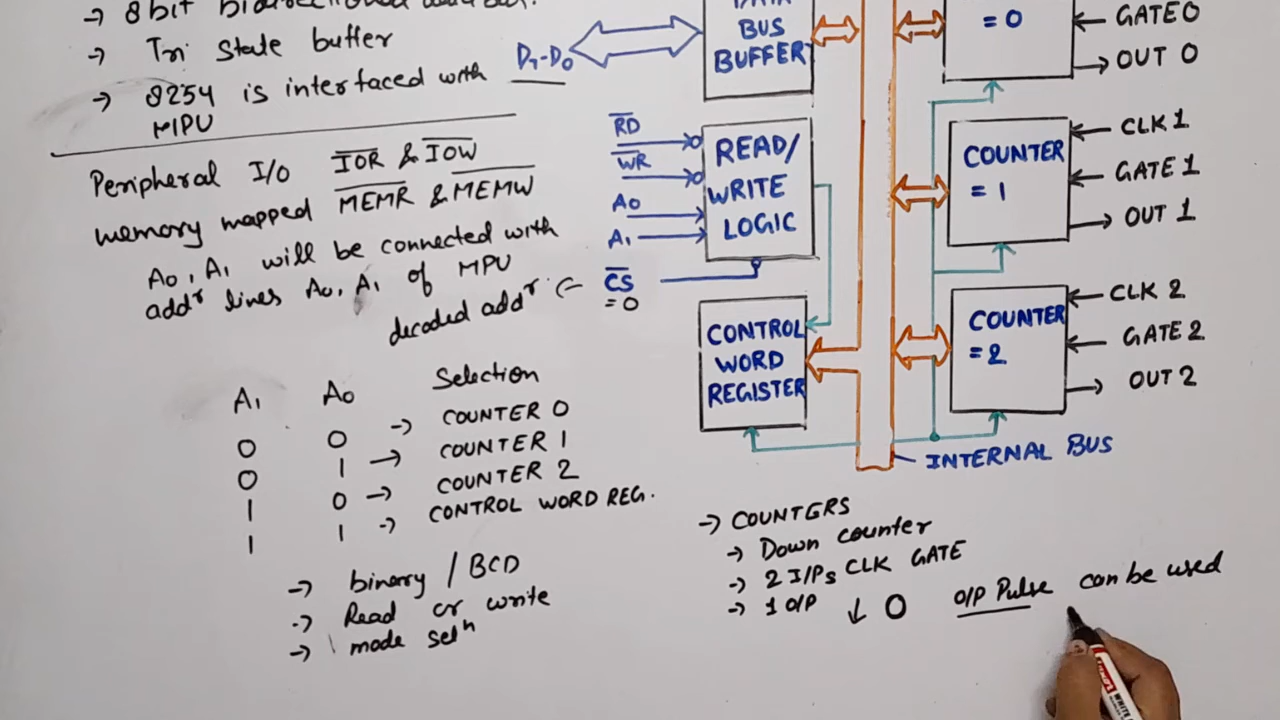 → 8bit
→ Tri State buffer
→ 8254 is interfaced with
MPU
Peripheral I/O IOR & IOW
memory mapped MEMR & MEMW
A0, A1 will be connected with
addr lines A0, A1 of MPU
decoded addr ←
A1 A0 Selection
0 0 → COUNTER 0
0 1 → COUNTER 1
1 0 → COUNTER 2
1 1 → CONTROL WORD REG.
→ binary / BCD
→ Read or write
→ mode seln
D7-D0
DATA
BUS
BUFFER
RD
WR
A0
A1
CS
=0
READ/
WRITE
LOGIC
CONTROL
WORD
REGISTER
= 0
GATE 0
OUT 0
COUNTER
= 1
CLK 1
GATE 1
OUT 1
COUNTER
=2
CLK 2
GATE 2
OUT 2
INTERNAL BUS
→ COUNTERS
→ Down counter
→ 2 I/Ps CLK GATE
→ 1 O/P ↓ 0 O/P Pulse can be used